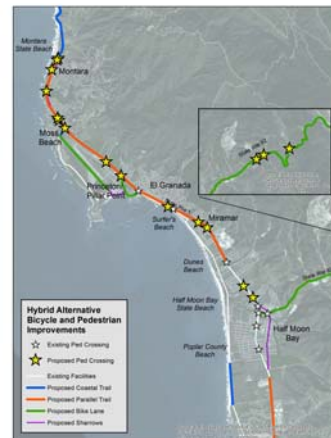 Montara
State Beach
Montara
Moss
Beach
Princeton/
Pillar Point
El Granada
Surfer's
Beach
Miramar
Dunes
Beach
Half Moon Bay
State Beach
Half Moon
Bay
Poplar County
Beach
Hybrid Alternative
Bicycle and Pedestrian
Improvements
Existing Ped Crossing
Proposed Ped Crossing
Existing Facilities
Proposed Coastal Trail
Proposed Parallel Trail
Proposed Bike Lane
Proposed Sharrows